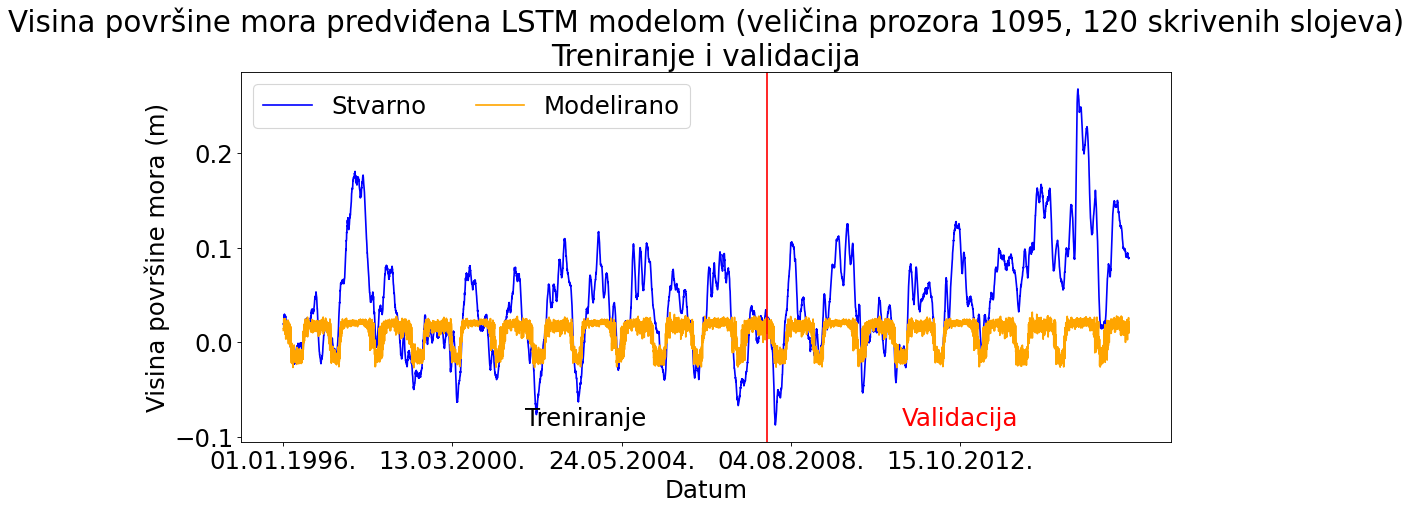 Visina površine mora predviđena LSTM modelom (veličina prozora 1095, 120 skrivenih slojeva)
Treniranje i validacija
Stvarno
Modelirano
Visina površine mora (m)
0.2
0.1
0.0
−0.1
Treniranje
Validacija
01.01.1996.
13.03.2000.
24.05.2004.
04.08.2008.
15.10.2012.
Datum